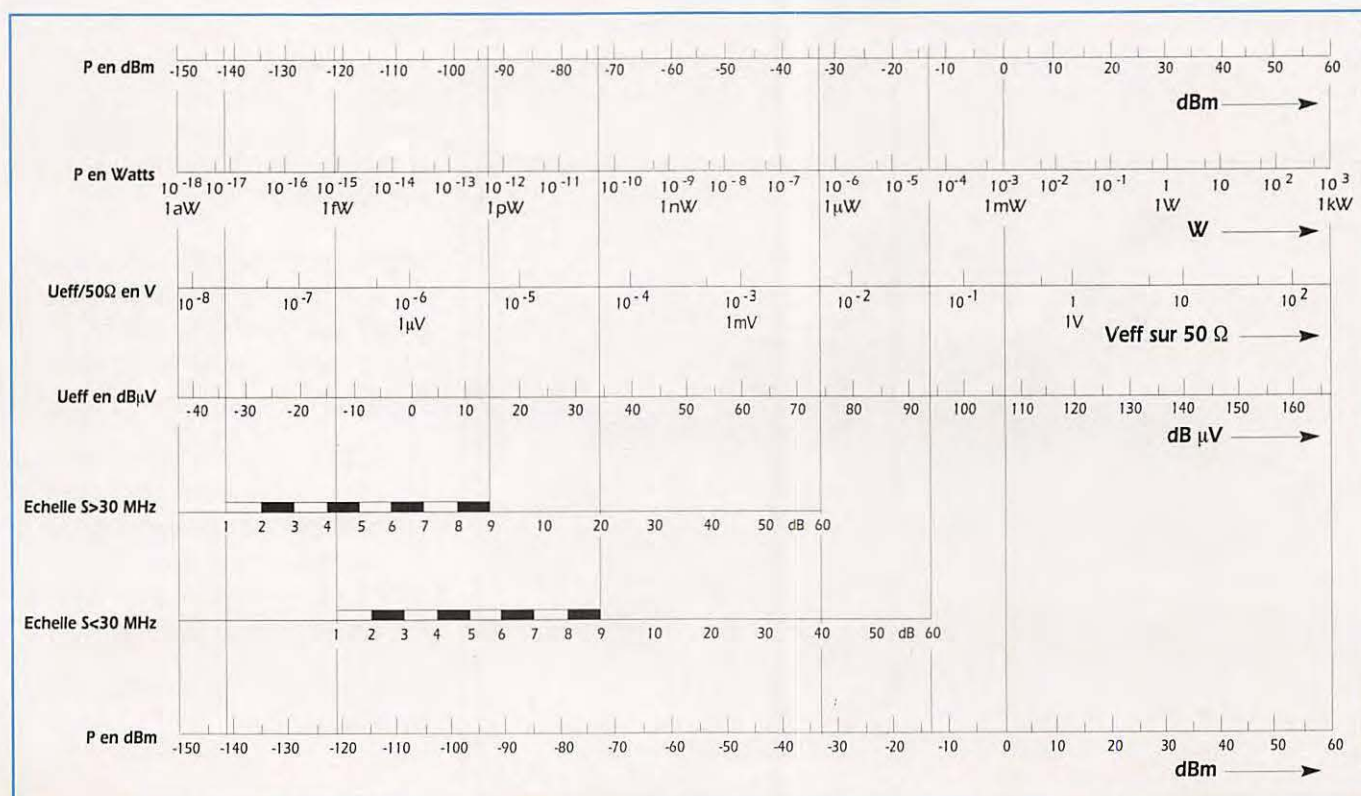 P en dBm
-150 -140 -130 -120 -110 -100 -90 -80 -70 -60 -50 -40 -30 -20 -10 0 10 20 30 40 50 60
dBm
P en Watts
10-18 10-17 10-16 10-15 10-14 10-13 10-12 10-11 10-10 10-9 10-8 10-7 10-6 10-5 10-4 10-3 10-2 10-1 1 10 10 2 10 3
1aW 1fW 1pW 1nW 1µW 1mW 1W 1kW
W
Ueff/50Ω en V
10-8 10-7 10-6 10-5 10-4 10-3 10-2 10-1 1 10 10 2
1µV 1mV 1V
Veff sur 50 Ω
Ueff en dBµV
-40 -30 -20 -10 0 10 20 30 40 50 60 70 80 90 100 110 120 130 140 150 160
dB µV
Echelle S>30 MHz
1 2 3 4 5 6 7 8 9 10 20 30 40 50 dB 60
Echelle S<30 MHz
1 2 3 4 5 6 7 8 9 10 20 30 40 50 dB 60
P en dBm
-150 -140 -130 -120 -110 -100 -90 -80 -70 -60 -50 -40 -30 -20 -10 0 10 20 30 40 50 60
dBm